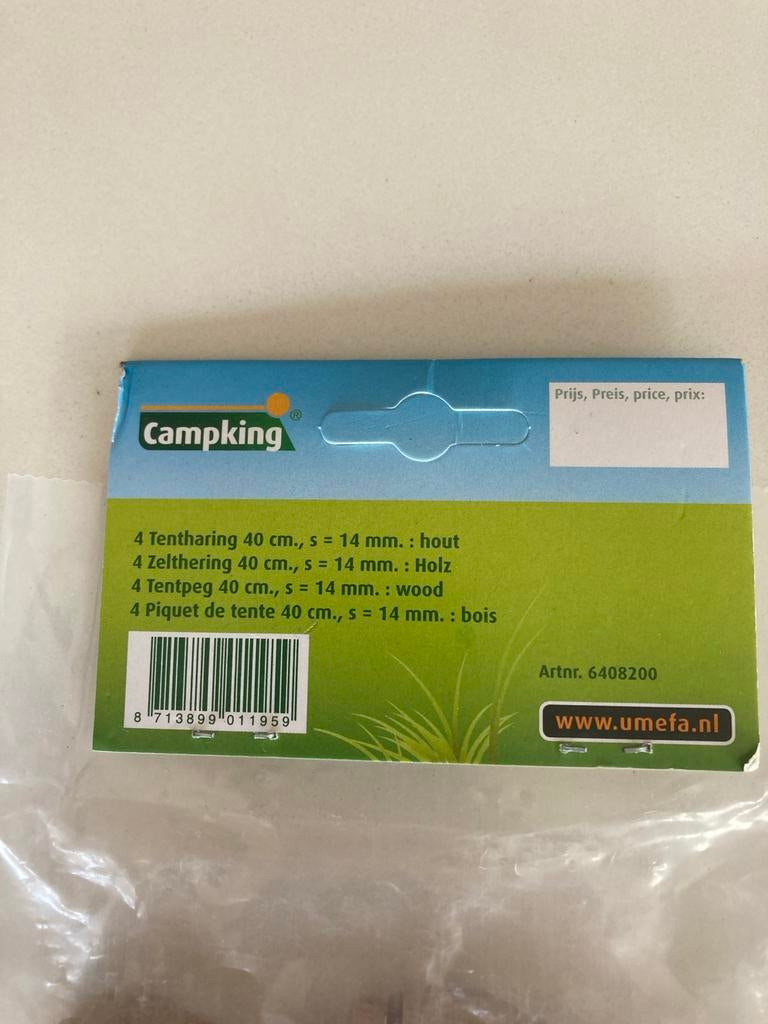 Campking®
Prijs, Preis, price, prix:
4 Tentharing 40 cm., s = 14 mm. : hout
4 Zelthering 40 cm., s = 14 mm. : Holz
4 Tentpeg 40 cm., s = 14 mm. : wood
4 Piquet de tente 40 cm., s = 14 mm. : bois
Artnr. 6408200
8 713899 011959
www.umefa.nl